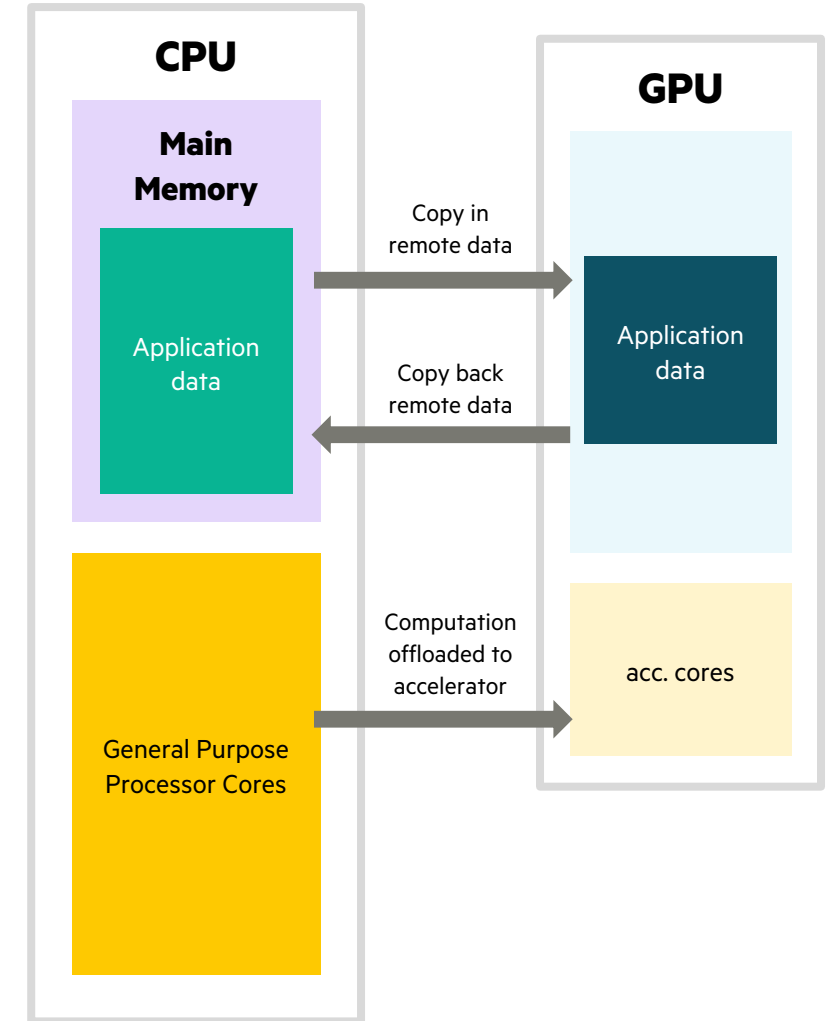 CPU
Main
Memory
Application
data
General Purpose
Processor Cores
Copy in
remote data
Copy back
remote data
Computation
offloaded to
accelerator
GPU
Application
data
acc. cores